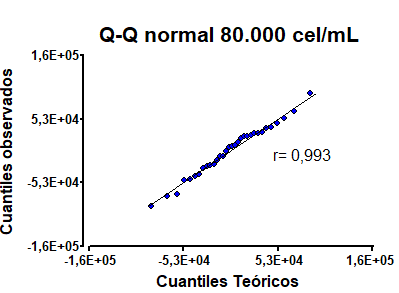 Q-Q normal 80.000 cel/mL
Cuantiles observados
1,6E+05
5,3E+04
-5,3E+04
-1,6E+05
r= 0,993
-1,6E+05 -5,3E+04 5,3E+04 1,6E+05
Cuantiles Teóricos